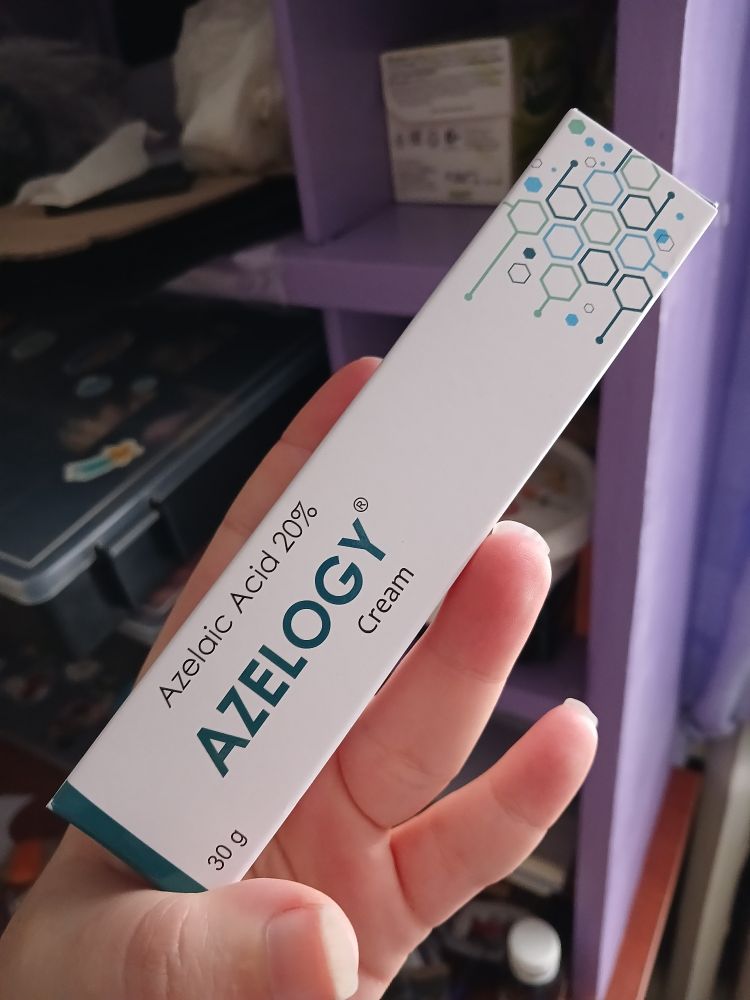 Azelaic Acid 20%
AZELOGY®
Cream
30 g